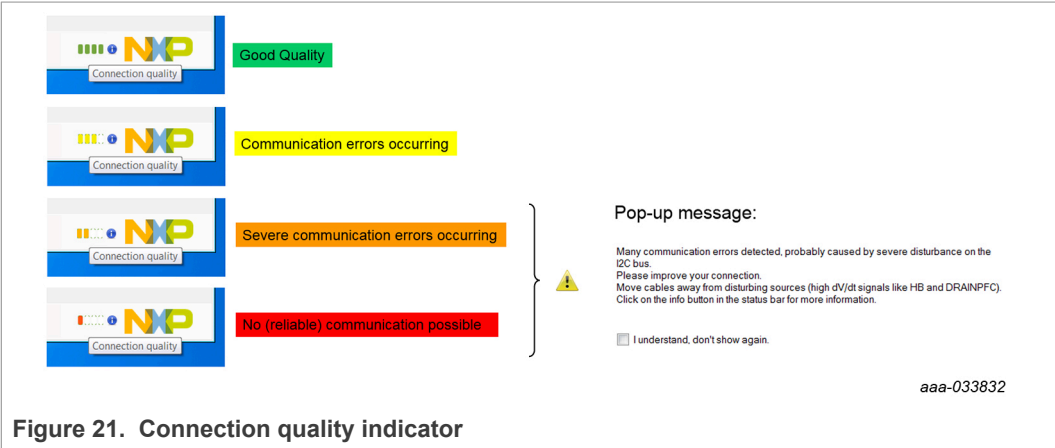 NXP
Connection quality
Good Quality
NXP
Connection quality
Communication errors occurring
NXP
Connection quality
Severe communication errors occurring
NXP
Connection quality
No (reliable) communication possible
Pop-up message:
Many communication errors detected, probably caused by severe disturbance on the
I2C bus.
Please improve your connection.
Move cables away from disturbing sources (high dV/dt signals like HB and DRAINPFC).
Click on the info button in the status bar for more information.
I understand, don't show again.
aaa-033832
Figure 21. Connection quality indicator